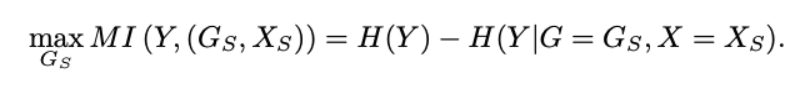 max MI (Y, (G_S, X_S)) = H(Y) − H(Y|G = G_S, X = X_S).
G_S